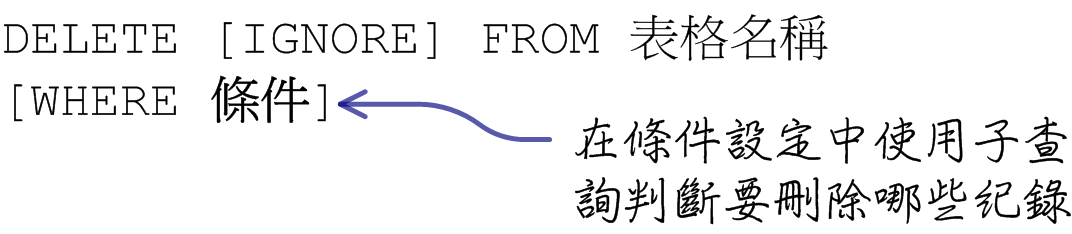 DELETE [IGNORE] FROM 表格名稱
[WHERE 條件]
在條件設定中使用子查
詢判斷要刪除哪些纪錄